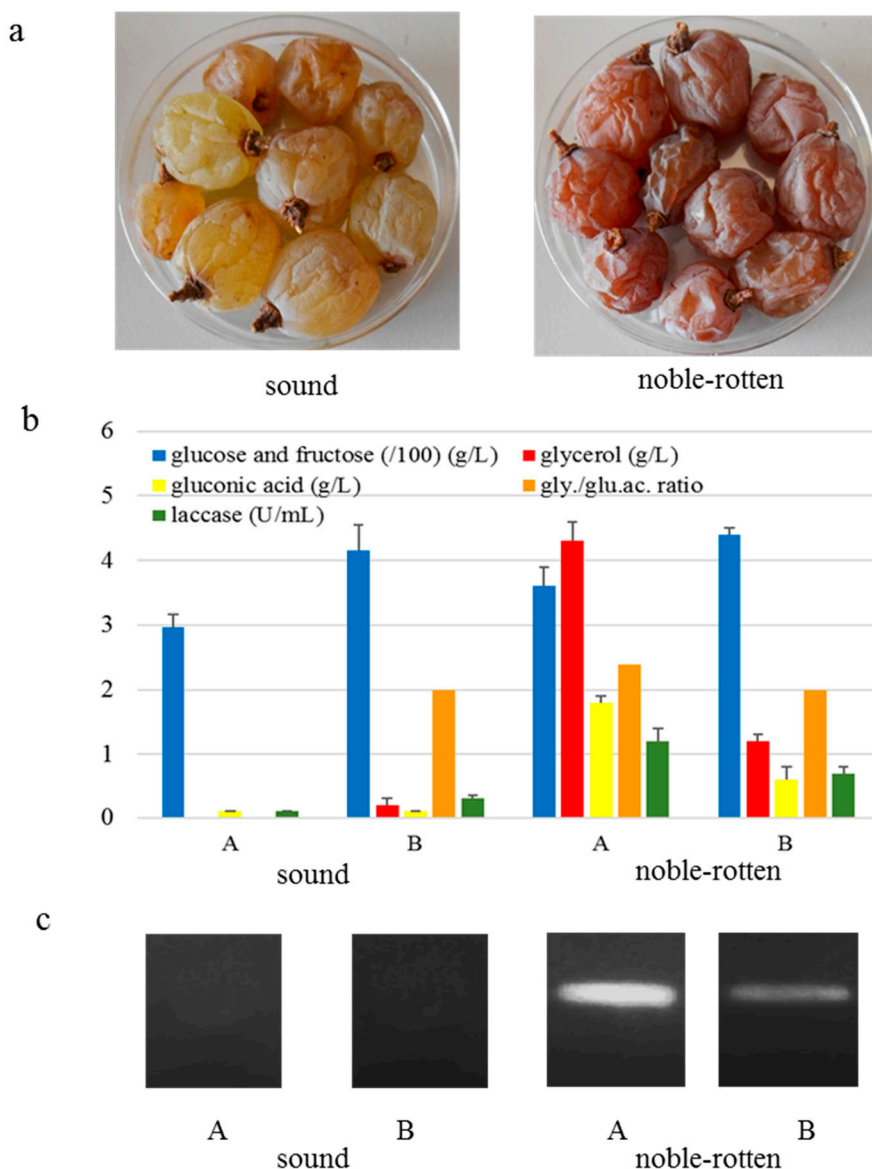 a
sound noble-rotten
b
6
glucose and fructose (/100) (g/L) glycerol (g/L)
gluconic acid (g/L) gly./glu.ac. ratio
laccase (U/mL)
5
4
3
2
1
0
A B A B
sound noble-rotten
c
A B A B
sound noble-rotten